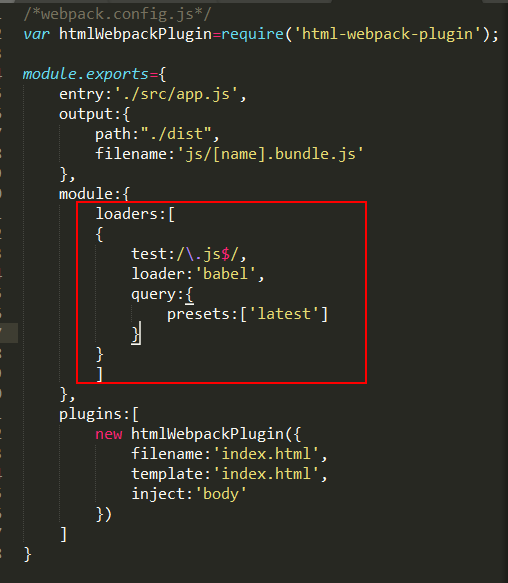 /*webpack.config.js*/
var htmlWebpackPlugin=require('html-webpack-plugin');
module.exports={
entry:'./src/app.js',
output:{
path:"./dist",
filename:'js/[name].bundle.js'
},
module:{
loaders:[
{
test:/\.js$/,
loader:'babel',
query:{
presets:['latest']
}
}
]
},
plugins:[
new htmlWebpackPlugin({
filename:'index.html',
template:'index.html',
inject:'body'
})
]
}